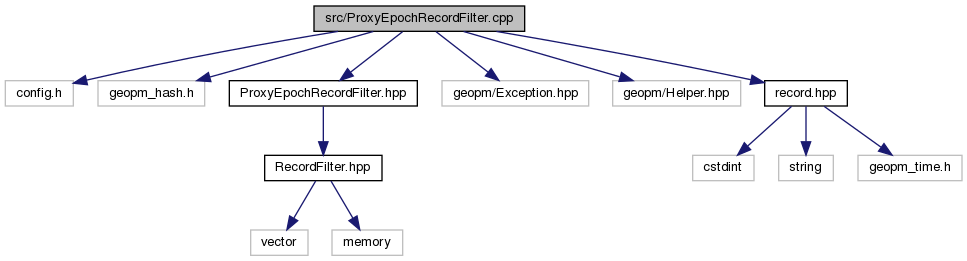 src/ProxyEpochRecordFilter.cpp
config.h
geopm_hash.h
ProxyEpochRecordFilter.hpp
geopm/Exception.hpp
geopm/Helper.hpp
record.hpp
RecordFilter.hpp
cstdint
string
geopm_time.h
vector
memory